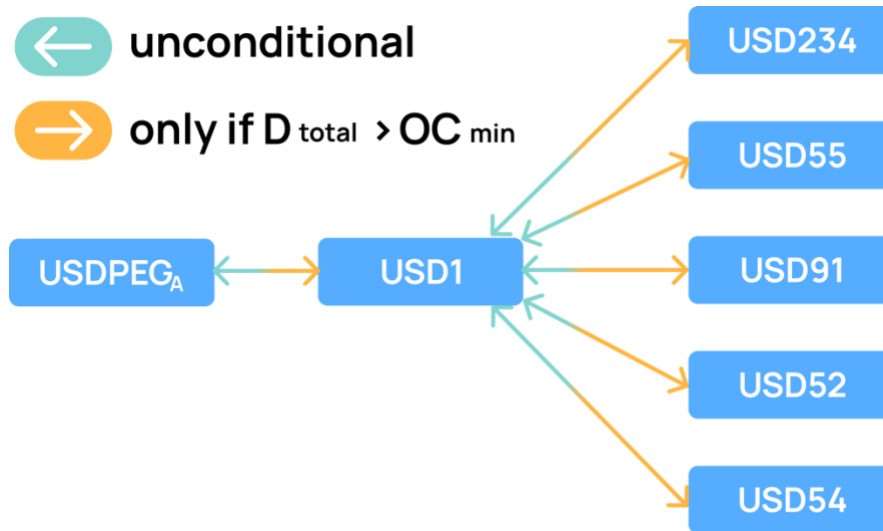 unconditional
only if D total > OC min
USDPEGA
USD1
USD234
USD55
USD91
USD52
USD54